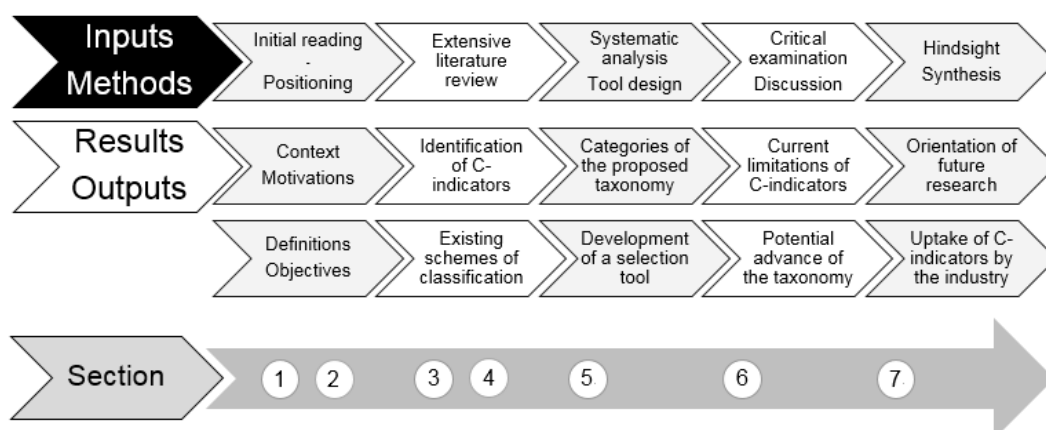 Inputs
Methods
Initial reading
-
Positioning
Extensive
literature
review
Systematic
analysis
Tool design
Critical
examination
Discussion
Hindsight
Synthesis
Results
Outputs
Context
Motivations
Identification
of C-
indicators
Categories of
the proposed
taxonomy
Current
limitations of
C-indicators
Orientation of
future
research
Definitions
Objectives
Existing
schemes of
classification
Development
of a selection
tool
Potential
advance of
the taxonomy
Uptake of C-
indicators by
the industry
Section
1 2 3 4 5 6 7